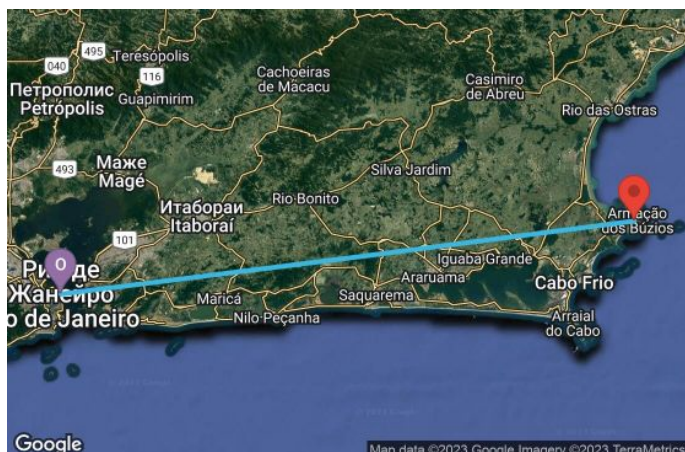 495
Teresópolis
040
116
Петрополис
Petrópolis
Guapimirim
Cachoeiras
de Macacu
Casimiro
de Abreu
Rio das Ostras
493
Маже
Magé
Silva Jardim
Итабораи
Itaboraí
Rio Bonito
Armação
dos Búzios
101
O
Рио-де
Жанейро
o de Janeiro
Iguaba Grande
Araruama
Cabo Frio
Maricá
Saquarema
Nilo Peçanha
Arraial
do Cabo
Google
Map data ©2023 Google Imagery ©2023 TerraMetrics